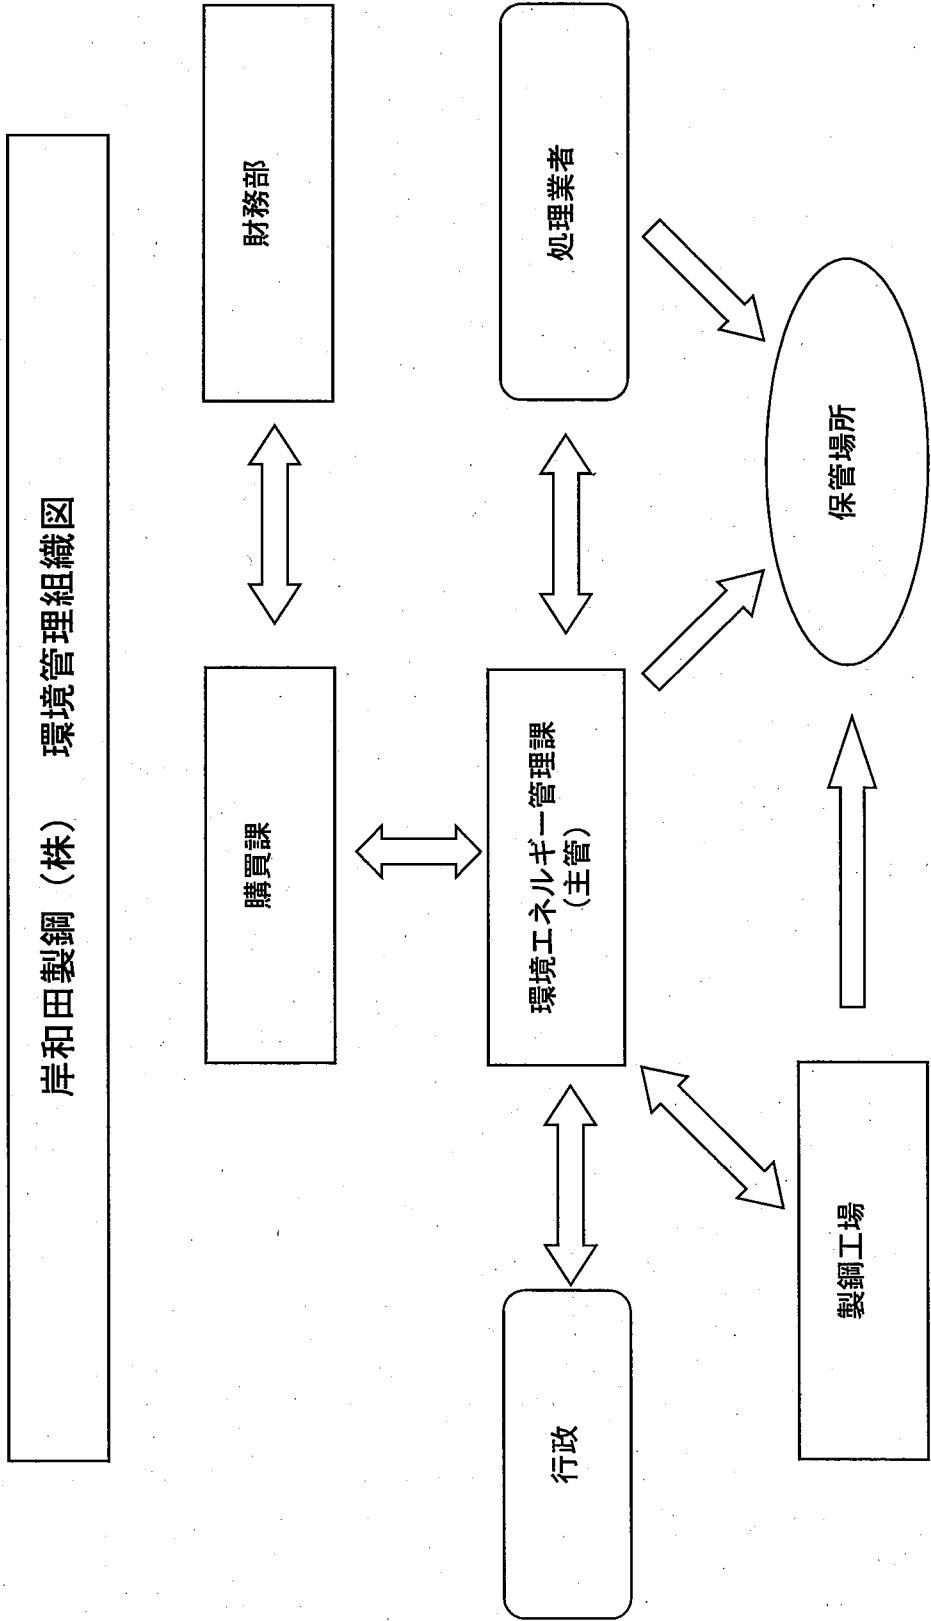 岸和田製鋼（株）　環境管理組織図
購買課
財務部
行政
環境エネルギー管理課
（主管）
処理業者
製鋼工場
保管場所